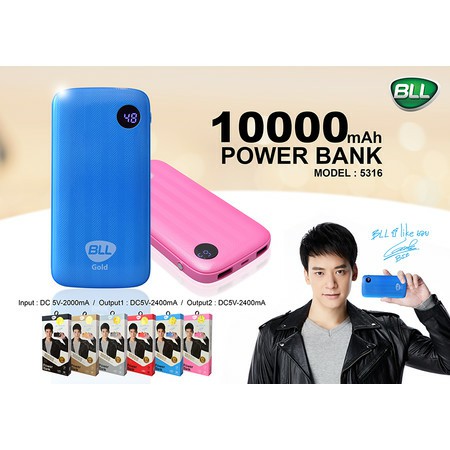 BLL
10000mAh
POWER BANK
MODEL : 5316
48
BLL
Gold
BLL
Input : DC 5V-2000mA / Output1 : DC5V-2400mA / Output2 : DC5V-2400mA